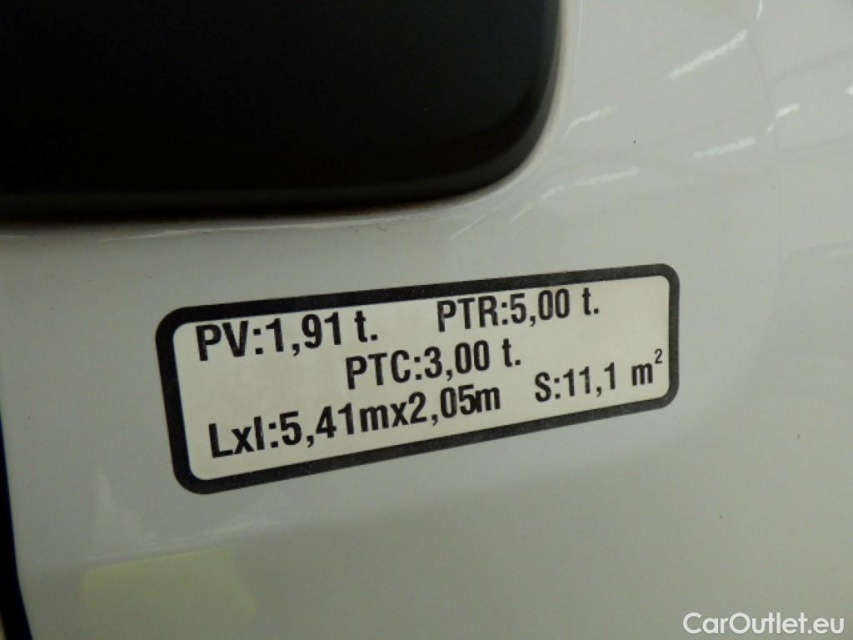 PV:1,91 t. PTR:5,00 t.
PTC:3,00 t.
Lxl:5,41mx2,05m S:11,1 m²
CarOutlet.eu